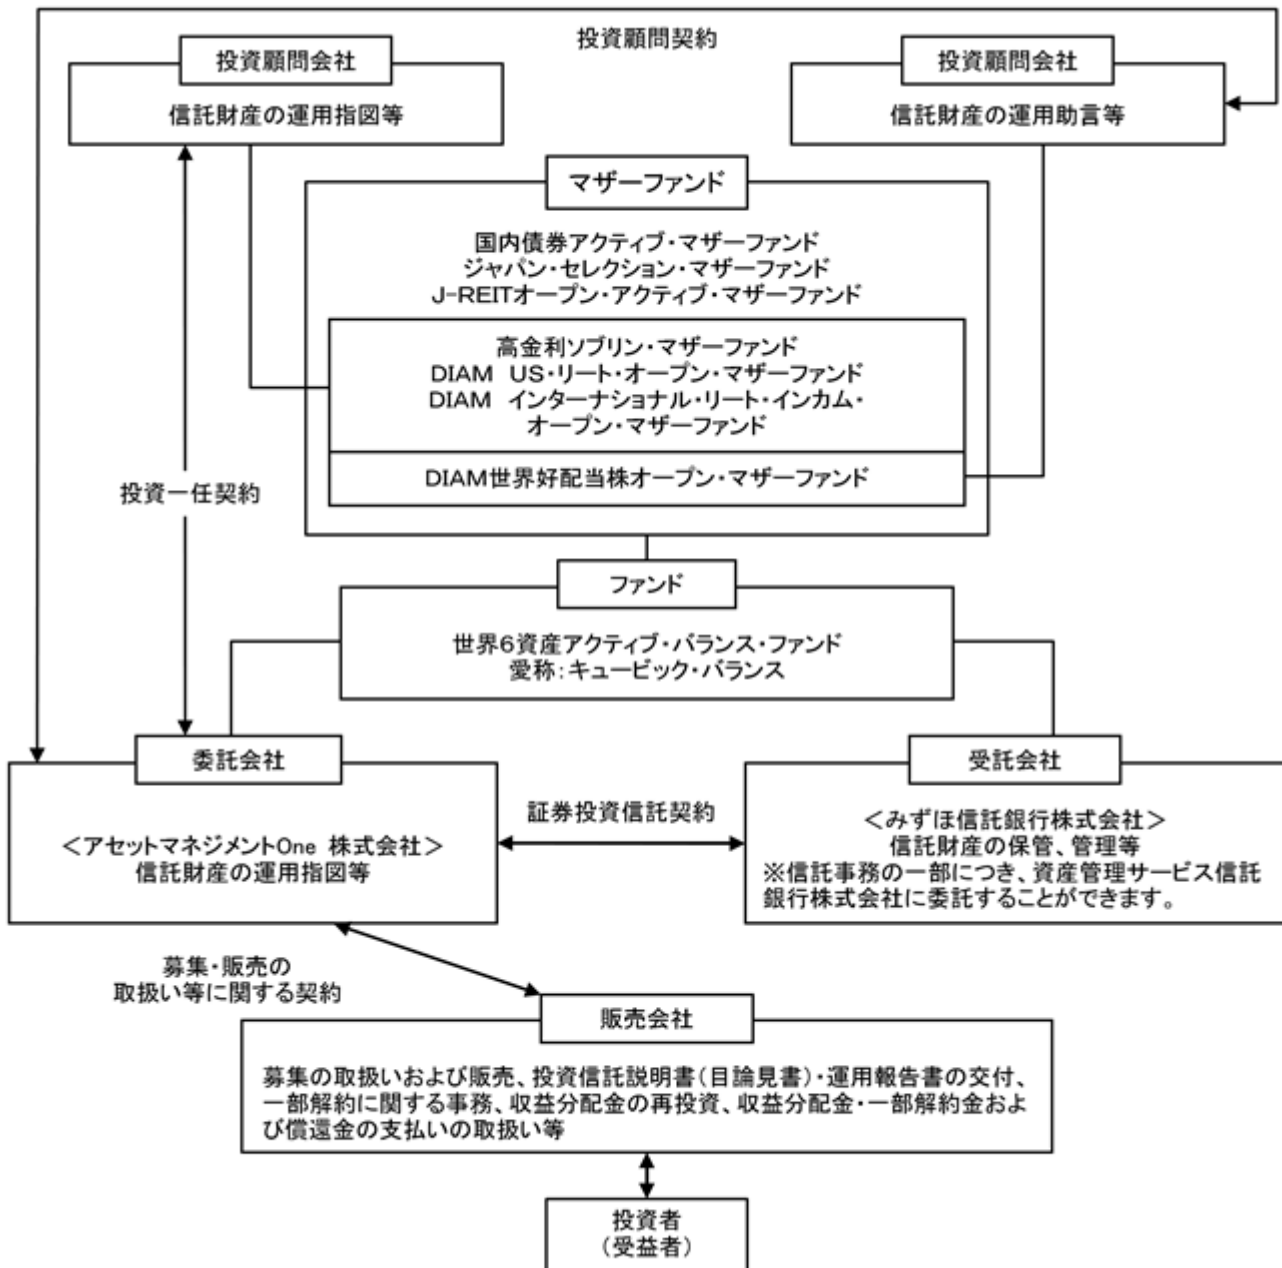 投資顧問契約
投資顧問会社
信託財産の運用指図等
投資顧問会社
信託財産の運用助言等
マザーファンド
国内債券アクティブ・マザーファンド
ジャパン・セレクション・マザーファンド
J-REITオープン・アクティブ・マザーファンド
高金利ソブリン・マザーファンド
DIAM US・リート・オープン・マザーファンド
DIAM インターナショナル・リート・インカム・
オープン・マザーファンド
DIAM世界好配当株オープン・マザーファンド
投資一任契約
ファンド
世界6資産アクティブ・バランス・ファンド
愛称:キュービック・バランス
委託会社
<アセットマネジメントOne 株式会社>
信託財産の運用指図等
証券投資信託契約
受託会社
<みずほ信託銀行株式会社>
信託財産の保管、管理等
※信託事務の一部につき、資産管理サービス信託
銀行株式会社に委託することができます。
募集・販売の
取扱い等に関する契約
販売会社
募集の取扱いおよび販売、投資信託説明書(目論見書)・運用報告書の交付、
一部解約に関する事務、収益分配金の再投資、収益分配金・一部解約金およ
び償還金の支払いの取扱い等
投資者
(受益者)